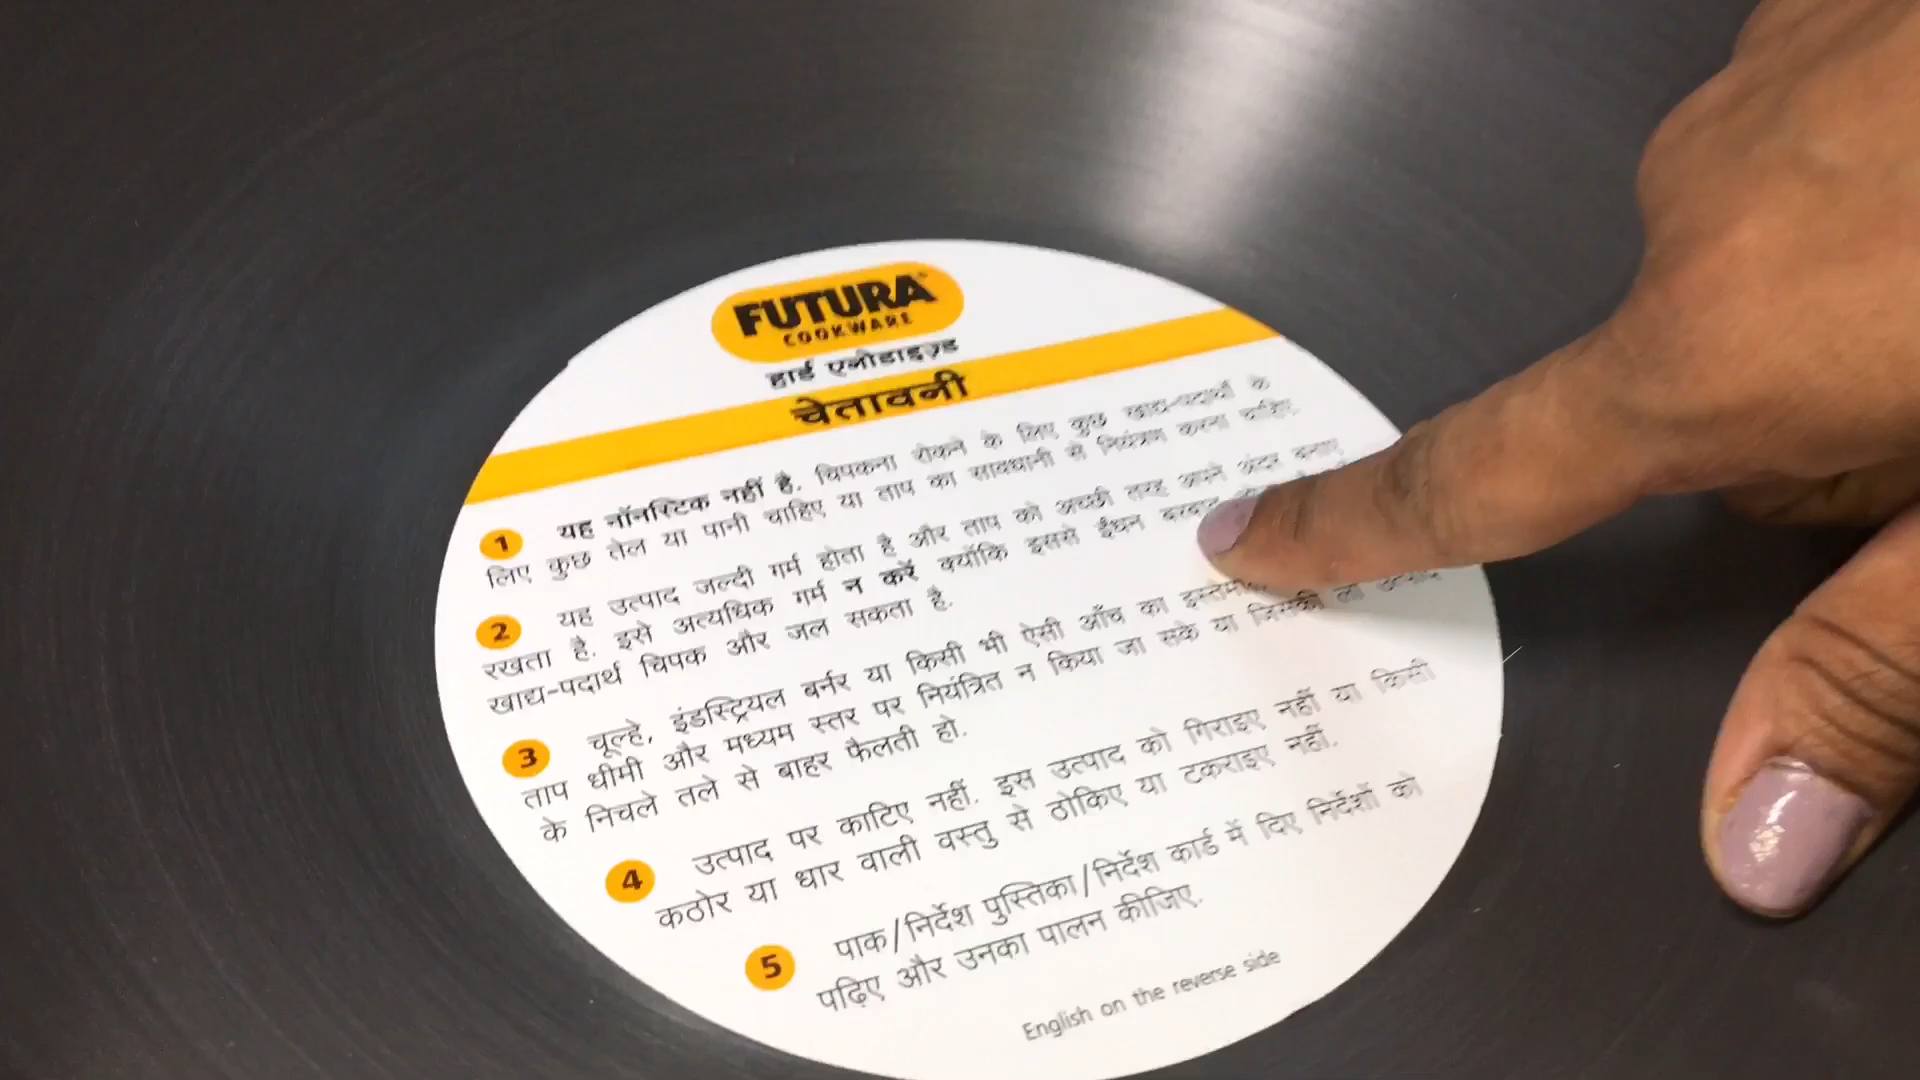 FUTURA
COOKWARE
हार्ड एनोडाइज़्ड
चेतावनी
1 यह नॉनस्टिक नहीं है. चिपकना रोकने के लिए कुछ खाद्य-पदार्थों के
लिए कुछ तेल या पानी चाहिए या ताप का सावधानी से नियंत्रण करना चाहिए.
2 यह उत्पाद जल्दी गर्म होता है और ताप को अच्छी तरह अपने अंदर बनाए
रखता है. इसे अत्यधिक गर्म न करें क्योंकि इससे ईंधन बरबाद
खाद्य-पदार्थ चिपक और जल सकता है.
3 चूल्हे, इंडस्ट्रियल बर्नर या किसी भी ऐसी आँच का
ताप धीमी और मध्यम स्तर पर नियंत्रित न किया जा सके या जिसकी लौ उत्पाद
के निचले तले से बाहर फैलती हो.
4 उत्पाद पर काटिए नहीं. इस उत्पाद को गिराइए नहीं या किसी
कठोर या धार वाली वस्तु से ठोकिए या टकराइए नहीं.
5 पाक/निर्देश पुस्तिका/निर्देश कार्ड में दिए निर्देशों को
पढ़िए और उनका पालन कीजिए.
English on the reverse side